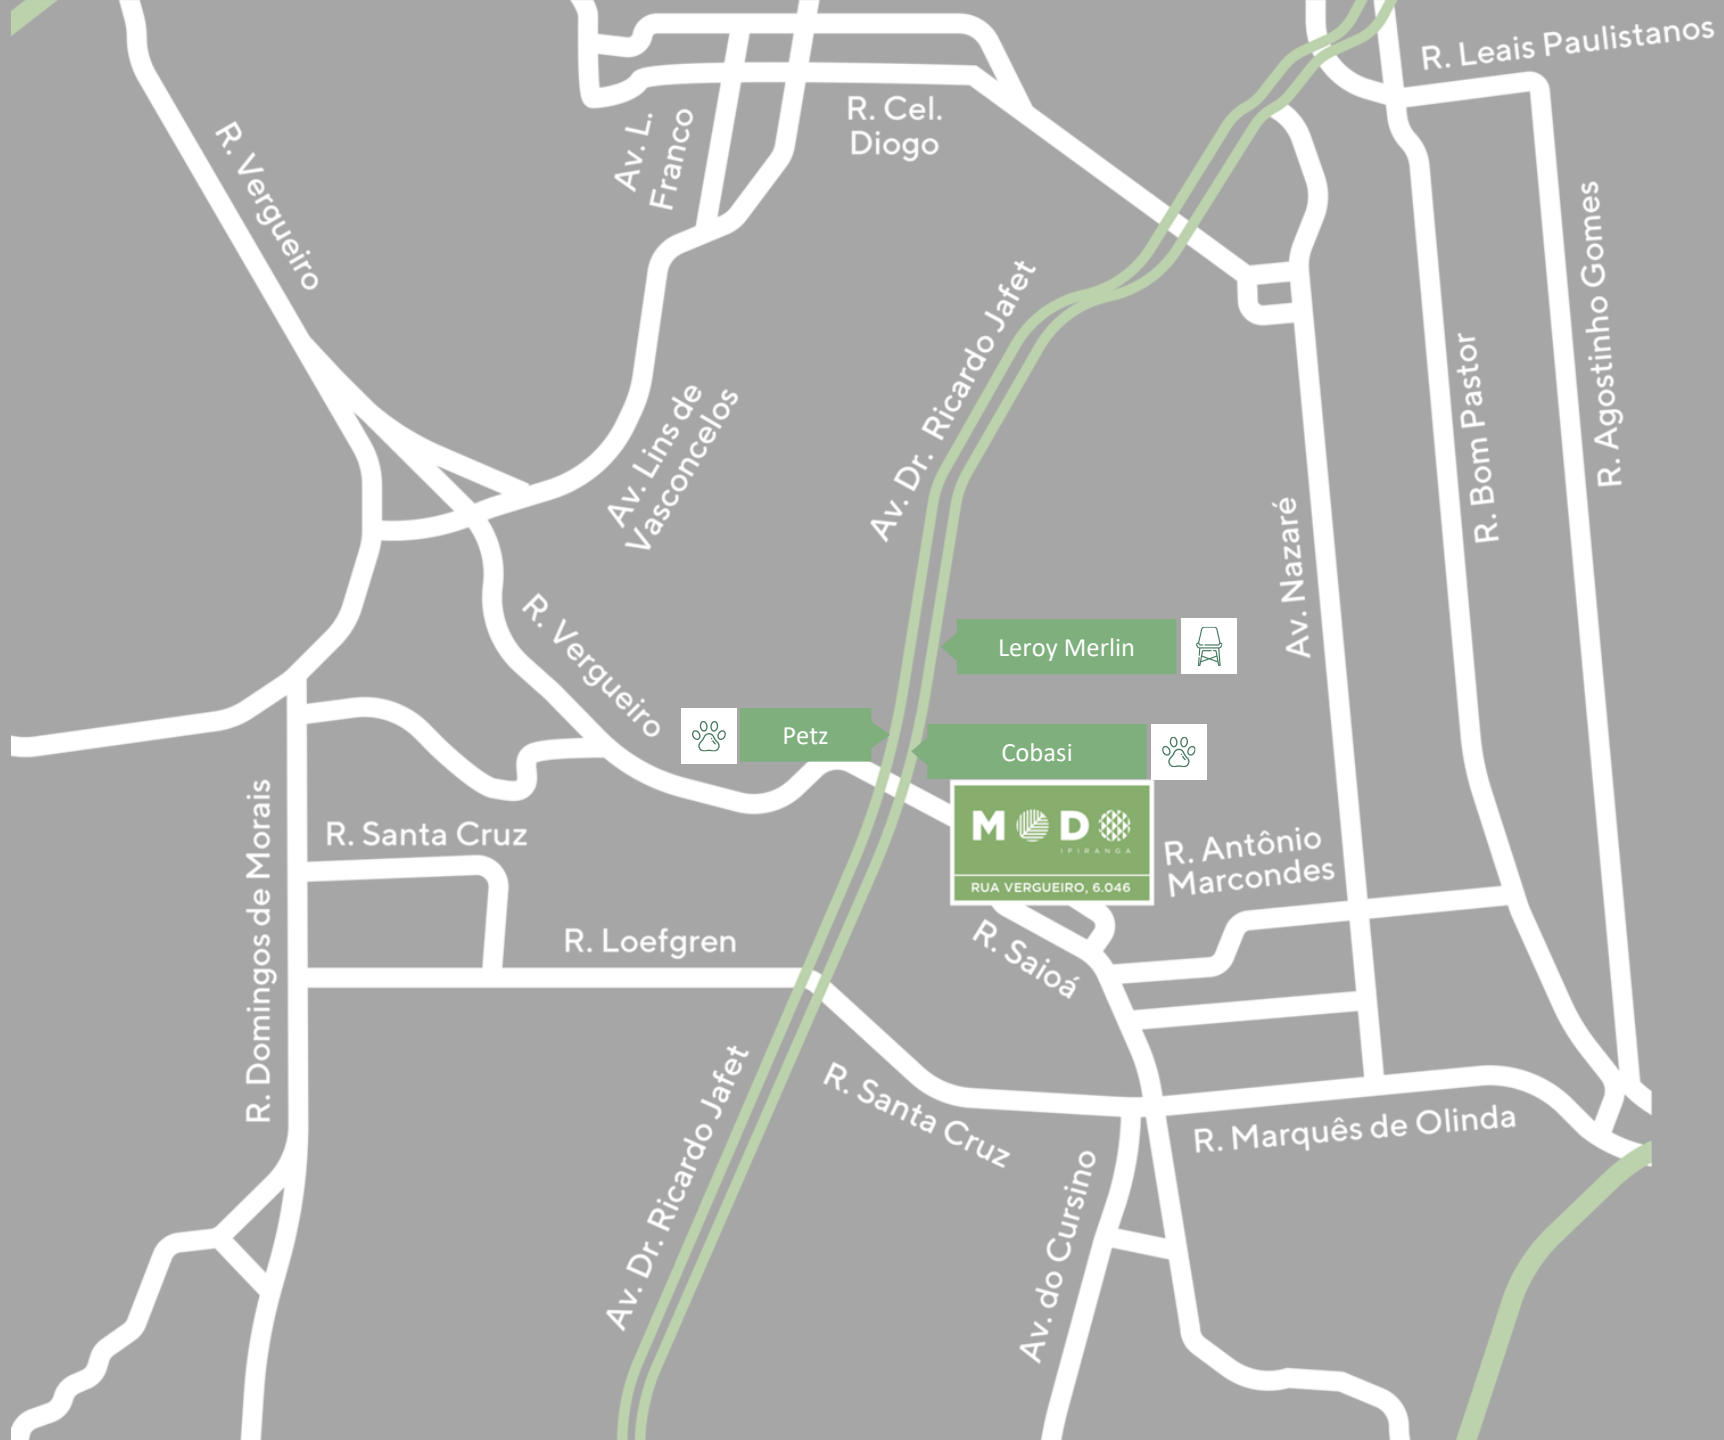 R. Leais Paulistanos
R. Cel.
Diogo
Av. L.
Franco
R. Vergueiro
R. Agostinho Gomes
Av. Dr. Ricardo Jafet
R. Bom Pastor
Av. Lins de
Vasconcelos
Av. Nazaré
R. Vergueiro
Leroy Merlin
Petz
Cobasi
MODO
IPIRANGA
RUA VERGUEIRO, 6.046
R. Antônio
Marcondes
R. Santa Cruz
R. Domingos de Morais
R. Loefgren
R. Saioá
Av. Dr. Ricardo Jafet
R. Santa Cruz
R. Marquês de Olinda
Av. do Cursino